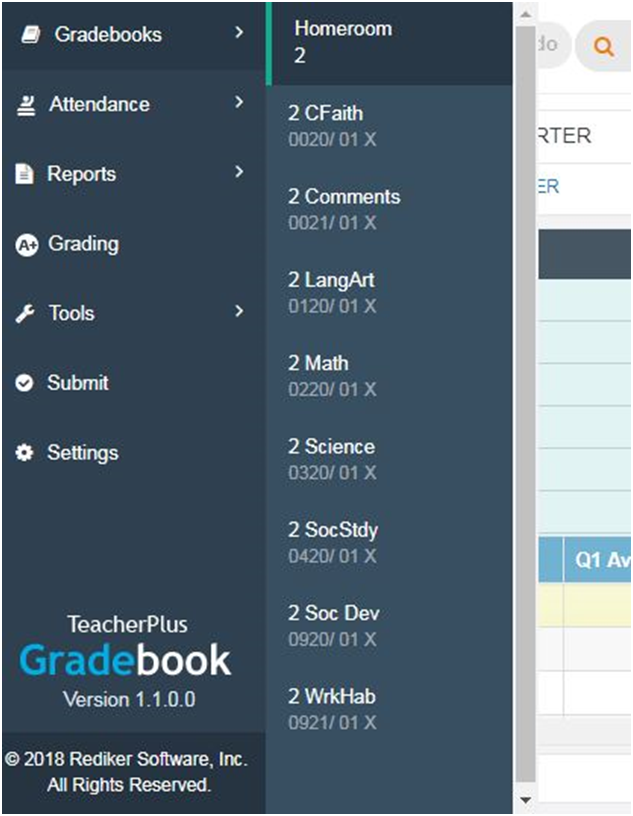 Gradebooks
Attendance
Reports
A+ Grading
Tools
Submit
Settings
TeacherPlus
Gradebook
Version 1.1.0.0
© 2018 Rediker Software, Inc.
All Rights Reserved.
Homeroom
2
2 CFaith
0020/ 01 X
2 Comments
0021/ 01 X
2 LangArt
0120/ 01 X
2 Math
0220/ 01 X
2 Science
0320/ 01 X
2 SocStdy
0420/ 01 X
2 Soc Dev
0920/ 01 X
2 WrkHab
0921/ 01 X
do
RTER
ER
Q1 Av